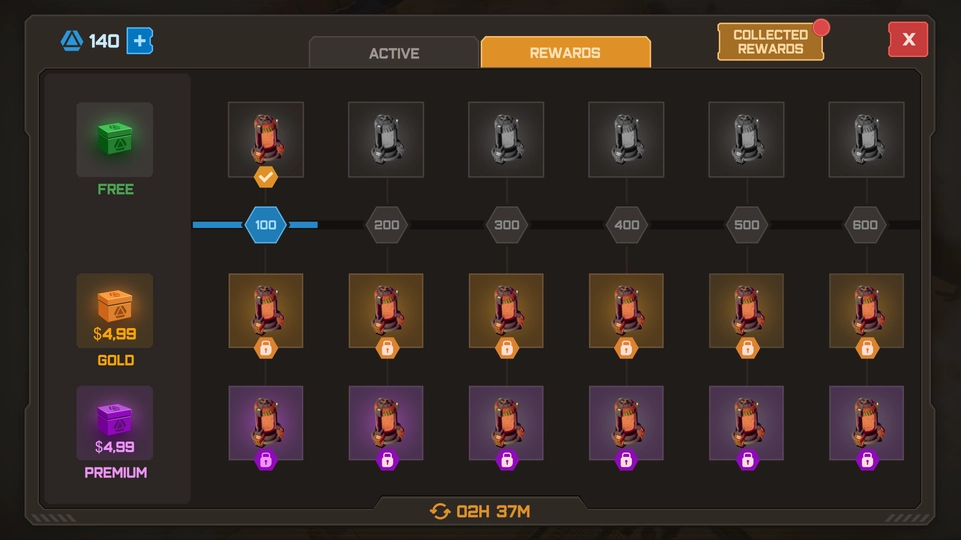 140
ACTIVE
REWARDS
COLLECTED
REWARDS
X
FREE
100 200 300 400 500 600
$4,99
GOLD
$4,99
PREMIUM
02H 37M